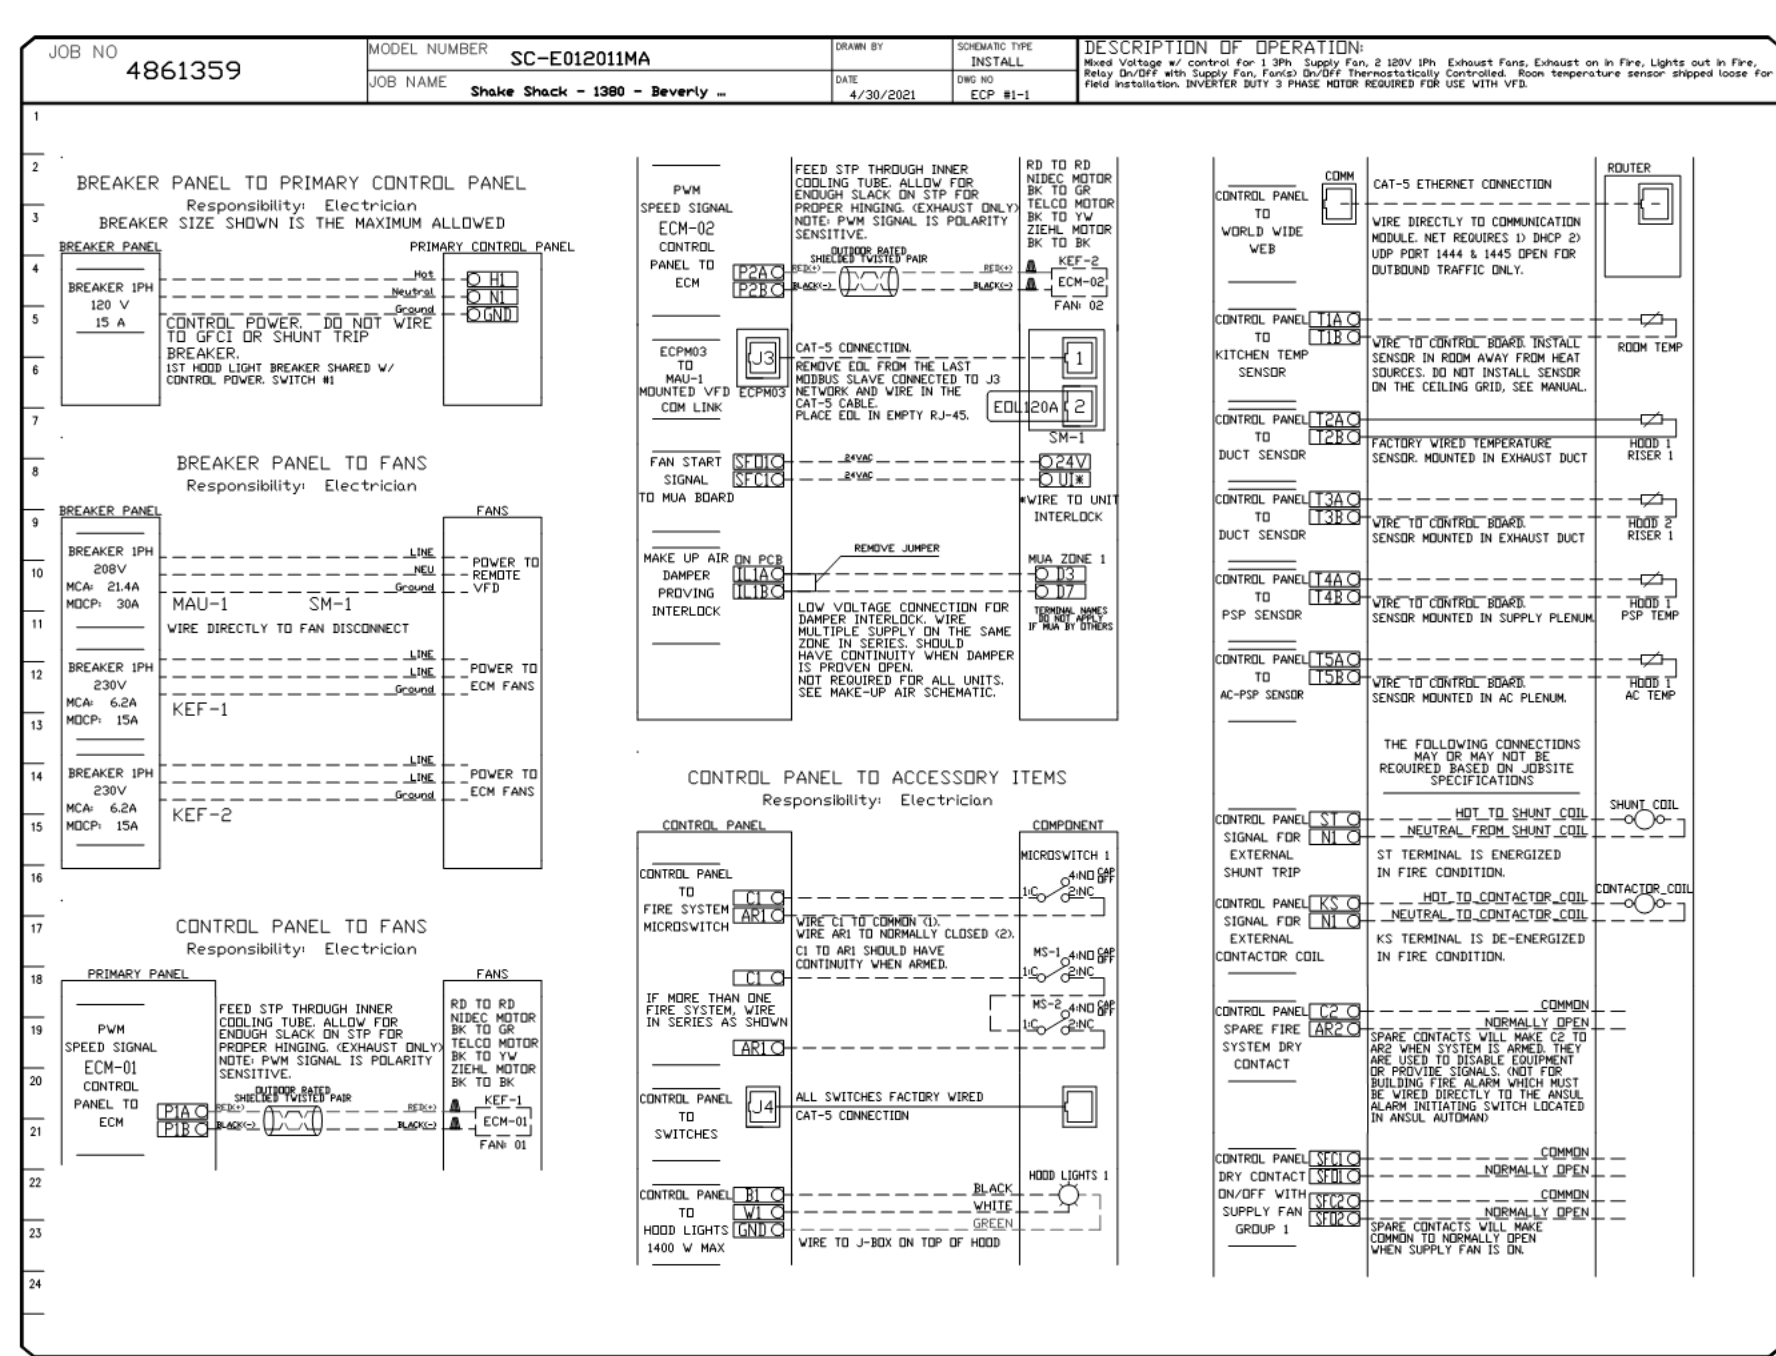 JOB NO
4861359
MODEL NUMBER
SC-E012011MA
JOB NAME
Shake Shack - 1380 - Beverly ...
DRAWN BY
DATE
4/30/2021
SCHEMATIC TYPE
INSTALL
DWG NO
ECP #1-1
DESCRIPTION OF OPERATION:
Mixed Voltage w/ control for 1 3Ph Supply Fan, 2 120V 1Ph Exhaust Fans, Exhaust on in Fire, Lights out in Fire,
Relay On/Off with Supply Fan, Fan(s) On/Off Thermostatically Controlled. Room temperature sensor shipped loose for
field installation. INVERTER DUTY 3 PHASE MOTOR REQUIRED FOR USE WITH VFD.
1
2
3
4
5
6
7
8
9
10
11
12
13
14
15
16
17
18
19
20
21
22
23
24
BREAKER PANEL TO PRIMARY CONTROL PANEL
Responsibility: Electrician
BREAKER SIZE SHOWN IS THE MAXIMUM ALLOWED
BREAKER PANEL
PRIMARY CONTROL PANEL
BREAKER 1PH
120 V
15 A
Hot
H1
Neutral
N1
Ground
GND
CONTROL POWER. DO NOT WIRE
TO GFCI OR SHUNT TRIP
BREAKER.
1ST HOOD LIGHT BREAKER SHARED W/
CONTROL POWER. SWITCH #1
BREAKER PANEL TO FANS
Responsibility: Electrician
BREAKER PANEL
FANS
BREAKER 1PH
208V
MCA: 21.4A
MOCP: 30A
LINE
NEU
Ground
POWER TO
REMOTE
VFD
MAU-1
SM-1
WIRE DIRECTLY TO FAN DISCONNECT
BREAKER 1PH
230V
MCA: 6.2A
MOCP: 15A
LINE
LINE
Ground
POWER TO
ECM FANS
KEF-1
BREAKER 1PH
230V
MCA: 6.2A
MOCP: 15A
LINE
LINE
Ground
POWER TO
ECM FANS
KEF-2
CONTROL PANEL TO FANS
Responsibility: Electrician
PRIMARY PANEL
FANS
PWM
SPEED SIGNAL
ECM-01
CONTROL
PANEL TO
ECM
P1A
P1B
FEED STP THROUGH INNER
COOLING TUBE. ALLOW FOR
ENOUGH SLACK ON STP FOR
PROPER HINGING. (EXHAUST ONLY)
NOTE: PWM SIGNAL IS POLARITY
SENSITIVE.
OUTDOOR RATED
SHIELDED TWISTED PAIR
RED(+)
RED(+)
BLACK(-)
BLACK(-)
RD TO RD
NIDEC MOTOR
BK TO GR
TELCO MOTOR
BK TO YW
ZIEHL MOTOR
BK TO BK
KEF-1
ECM-01
FAN: 01
PWM
SPEED SIGNAL
ECM-02
CONTROL
PANEL TO
ECM
P2A
P2B
FEED STP THROUGH INNER
COOLING TUBE. ALLOW FOR
ENOUGH SLACK ON STP FOR
PROPER HINGING. (EXHAUST ONLY)
NOTE: PWM SIGNAL IS POLARITY
SENSITIVE.
OUTDOOR RATED
SHIELDED TWISTED PAIR
RED(+)
RED(+)
BLACK(-)
BLACK(-)
RD TO RD
NIDEC MOTOR
BK TO GR
TELCO MOTOR
BK TO YW
ZIEHL MOTOR
BK TO BK
KEF-2
ECM-02
FAN: 02
ECPM03
TO
MAU-1
MOUNTED VFD
COM LINK
J3
ECPM03
CAT-5 CONNECTION.
REMOVE EOL FROM THE LAST
MODBUS SLAVE CONNECTED TO J3
NETWORK AND WIRE IN THE
CAT-5 CABLE.
PLACE EOL IN EMPTY RJ-45.
1
EOL120A
2
SM-1
FAN START
SIGNAL
TO MUA BOARD
SFO1
SFC1
24VAC
24VAC
24V
UI*
*WIRE TO UNIT
INTERLOCK
MAKE UP AIR
DAMPER
PROVING
INTERLOCK
ON PCB
IL1A
IL1B
REMOVE JUMPER
MUA ZONE 1
D3
D7
TERMINAL NAMES
DO NOT APPLY
IF MUA BY OTHERS
LOW VOLTAGE CONNECTION FOR
DAMPER INTERLOCK. WIRE
MULTIPLE SUPPLY ON THE SAME
ZONE IN SERIES. SHOULD
HAVE CONTINUITY WHEN DAMPER
IS PROVEN OPEN.
NOT REQUIRED FOR ALL UNITS.
SEE MAKE-UP AIR SCHEMATIC.
CONTROL PANEL TO ACCESSORY ITEMS
Responsibility: Electrician
CONTROL PANEL
COMPONENT
CONTROL PANEL
TO
FIRE SYSTEM
MICROSWITCH
C1
AR1
MICROSWITCH 1
4:NO CAP OFF
1:C
2:NC
WIRE C1 TO COMMON (1).
WIRE AR1 TO NORMALLY CLOSED (2).
C1 TO AR1 SHOULD HAVE
CONTINUITY WHEN ARMED.
C1
IF MORE THAN ONE
FIRE SYSTEM, WIRE
IN SERIES AS SHOWN
AR1
MS-1
4:NO CAP OFF
1:C
2:NC
MS-2
4:NO CAP OFF
1:C
2:NC
CONTROL PANEL
TO
SWITCHES
J4
ALL SWITCHES FACTORY WIRED
CAT-5 CONNECTION
CONTROL PANEL
TO
HOOD LIGHTS
1400 W MAX
B1
W1
GND
BLACK
WHITE
GREEN
HOOD LIGHTS 1
WIRE TO J-BOX ON TOP OF HOOD
CONTROL PANEL
TO
WORLD WIDE
WEB
COMM
ROUTER
CAT-5 ETHERNET CONNECTION
WIRE DIRECTLY TO COMMUNICATION
MODULE. NET REQUIRES 1) DHCP 2)
UDP PORT 1444 & 1445 OPEN FOR
OUTBOUND TRAFFIC ONLY.
CONTROL PANEL
TO
KITCHEN TEMP
SENSOR
T1A
T1B
WIRE TO CONTROL BOARD. INSTALL
SENSOR IN ROOM AWAY FROM HEAT
SOURCES. DO NOT INSTALL SENSOR
ON THE CEILING GRID, SEE MANUAL.
ROOM TEMP
CONTROL PANEL
TO
DUCT SENSOR
T2A
T2B
FACTORY WIRED TEMPERATURE
SENSOR. MOUNTED IN EXHAUST DUCT
HOOD 1
RISER 1
CONTROL PANEL
TO
DUCT SENSOR
T3A
T3B
WIRE TO CONTROL BOARD.
SENSOR MOUNTED IN EXHAUST DUCT
HOOD 2
RISER 1
CONTROL PANEL
TO
PSP SENSOR
T4A
T4B
WIRE TO CONTROL BOARD.
SENSOR MOUNTED IN SUPPLY PLENUM.
HOOD 1
PSP TEMP
CONTROL PANEL
TO
AC-PSP SENSOR
T5A
T5B
WIRE TO CONTROL BOARD.
SENSOR MOUNTED IN AC PLENUM.
HOOD 1
AC TEMP
THE FOLLOWING CONNECTIONS
MAY OR MAY NOT BE
REQUIRED BASED ON JOBSITE
SPECIFICATIONS
CONTROL PANEL
SIGNAL FOR
EXTERNAL
SHUNT TRIP
ST
N1
HOT TO SHUNT COIL
NEUTRAL FROM SHUNT COIL
SHUNT COIL
ST TERMINAL IS ENERGIZED
IN FIRE CONDITION.
CONTROL PANEL
SIGNAL FOR
EXTERNAL
CONTACTOR COIL
KS
N1
HOT TO CONTACTOR COIL
NEUTRAL TO CONTACTOR COIL
CONTACTOR COIL
KS TERMINAL IS DE-ENERGIZED
IN FIRE CONDITION.
CONTROL PANEL
SPARE FIRE
SYSTEM DRY
CONTACT
C2
AR2
COMMON
NORMALLY OPEN
SPARE CONTACTS WILL MAKE C2 TO
AR2 WHEN SYSTEM IS ARMED. THEY
ARE USED TO DISABLE EQUIPMENT
OR PROVIDE SIGNALS. (NOT FOR
BUILDING FIRE ALARM WHICH MUST
BE WIRED DIRECTLY TO THE ANSUL
ALARM INITIATING SWITCH LOCATED
IN ANSUL AUTOMAN)
CONTROL PANEL
DRY CONTACT
ON/OFF WITH
SUPPLY FAN
GROUP 1
SFC1
SFO1
SFC2
SFO2
COMMON
NORMALLY OPEN
COMMON
NORMALLY OPEN
SPARE CONTACTS WILL MAKE
COMMON TO NORMALLY OPEN
WHEN SUPPLY FAN IS ON.